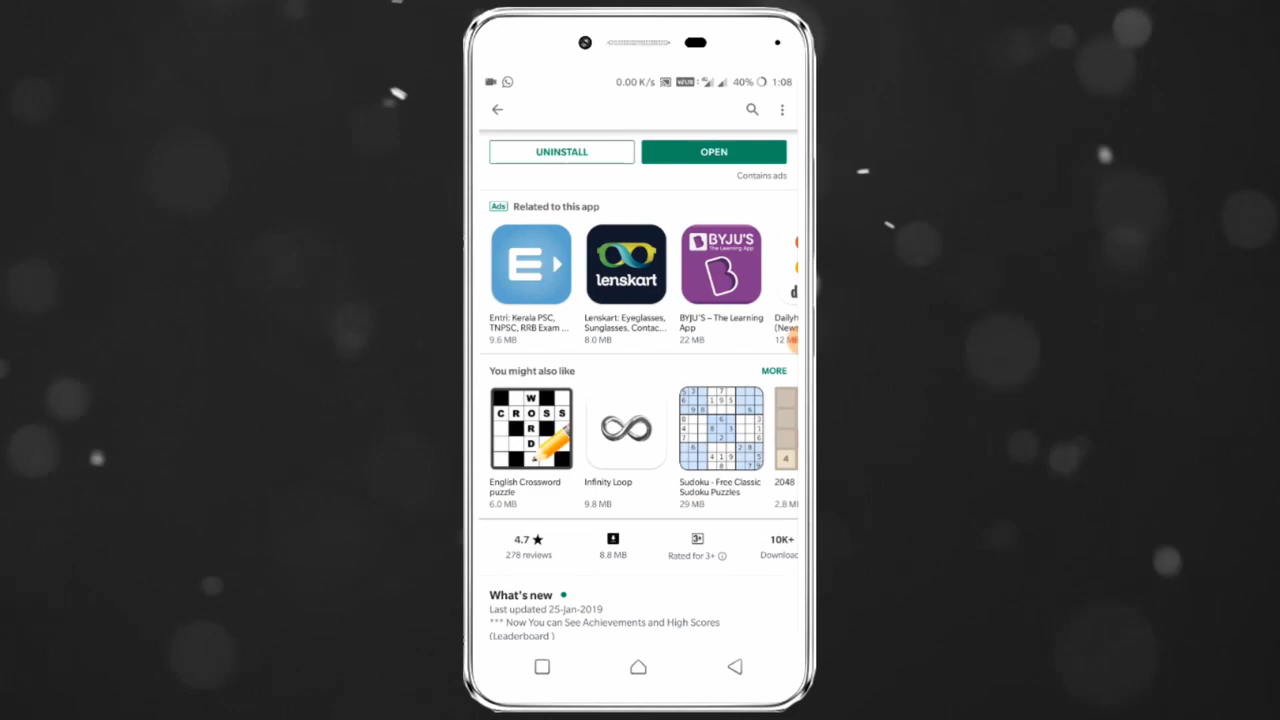 0.00 K/s 40% 1:08
UNINSTALL
OPEN
Contains ads
Ads Related to this app
E
lenskart
BYJU'S
The Learning App
B
Entri: Kerala PSC,
TNPSC, RRB Exam ...
9.6 MB
Lenskart: Eyeglasses,
Sunglasses, Contac...
8.0 MB
BYJU'S – The Learning
App
22 MB
Dailyh
(New
12 MB
You might also like
MORE
W
CROSS
R
D
English Crossword
puzzle
6.0 MB
Infinity Loop
9.8 MB
Sudoku - Free Classic
Sudoku Puzzles
29 MB
4
2048
2.8 M
4.7 ★
278 reviews
8.8 MB
3+
Rated for 3+
10K+
Downloac
What's new
Last updated 25-Jan-2019
*** Now You can See Achievements and High Scores
(Leaderboard )